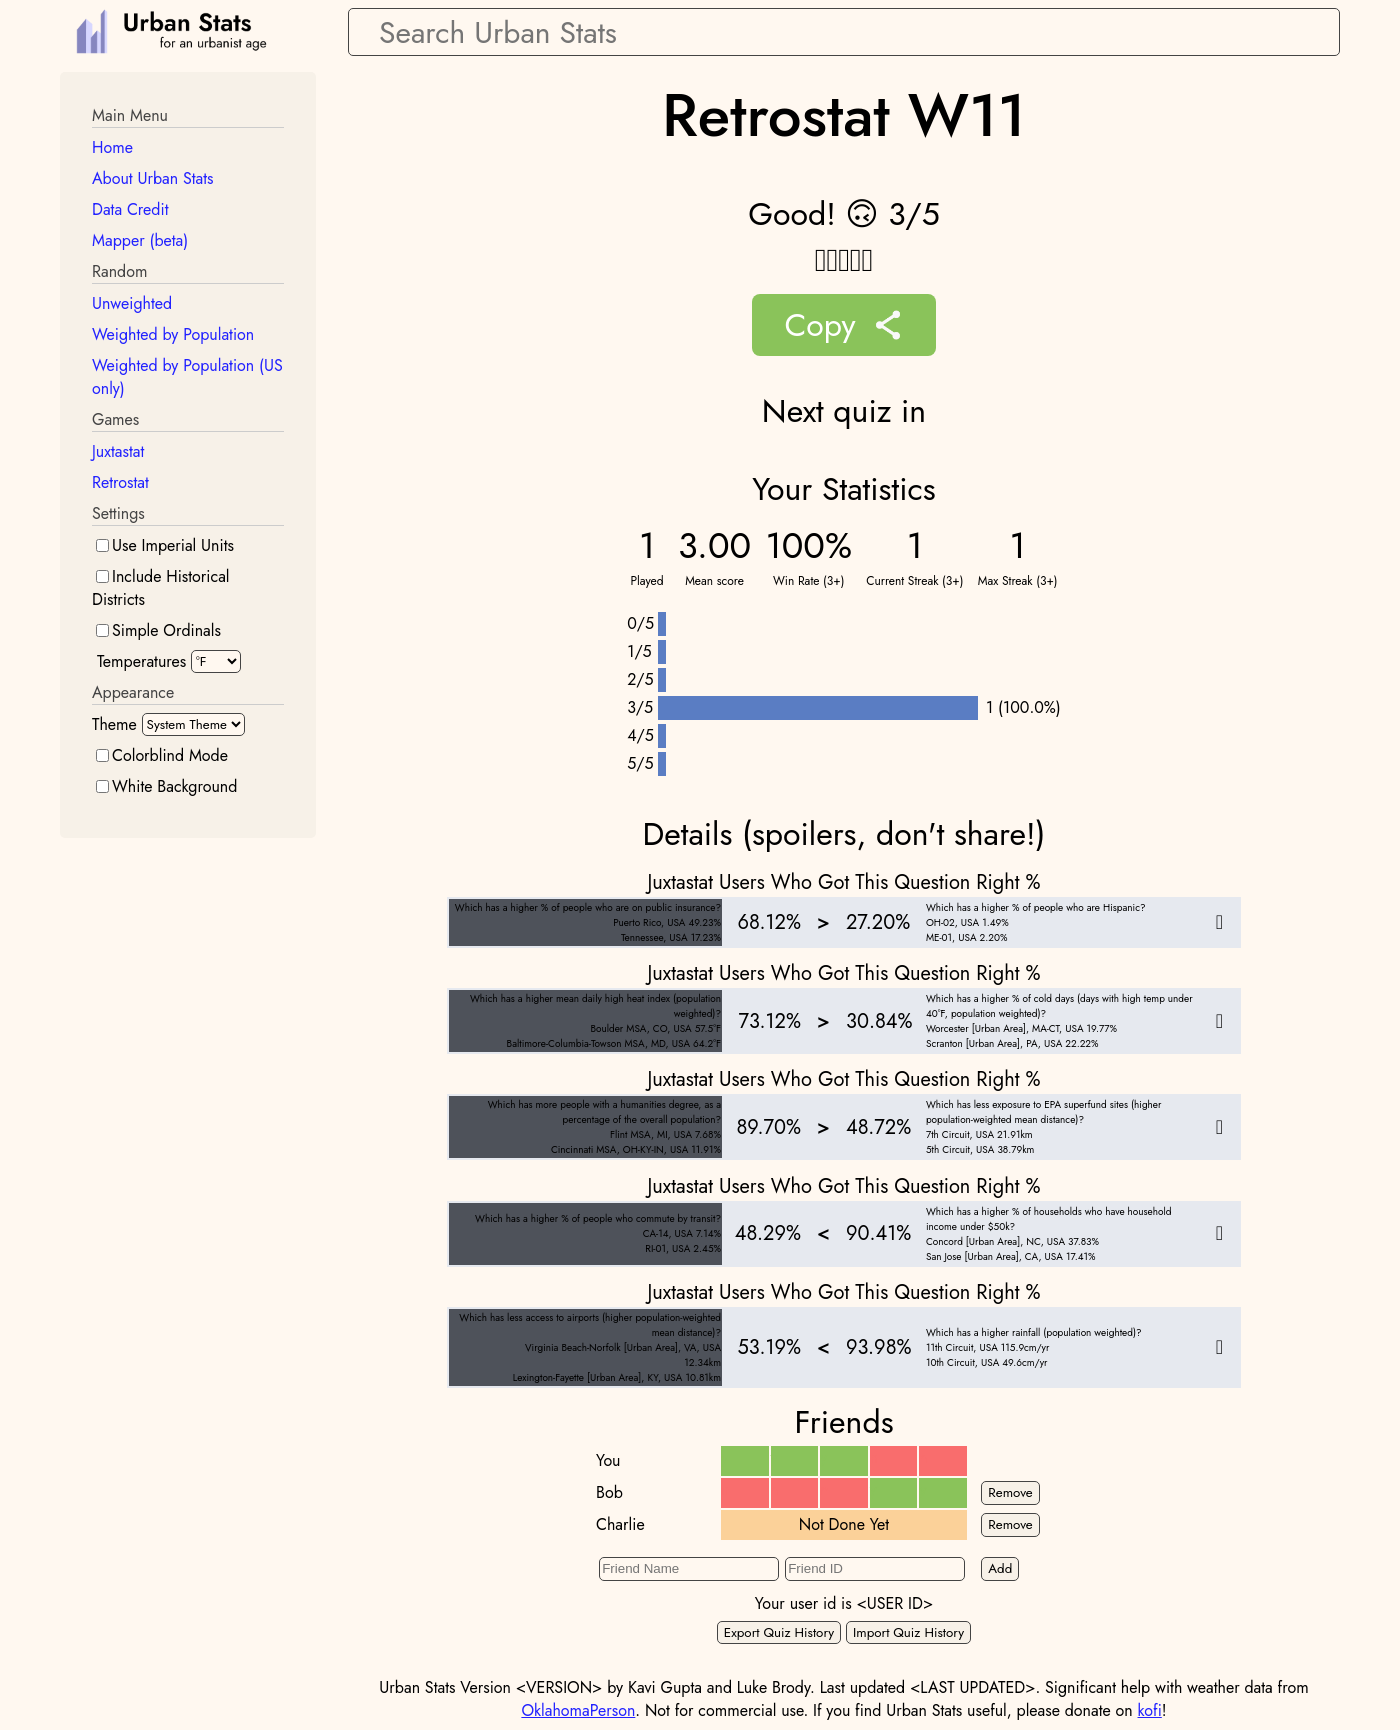 Urban Stats
for an urbanist age
Search Urban Stats
Main Menu
Home
About Urban Stats
Data Credit
Mapper (beta)
Random
Unweighted
Weighted by Population
Weighted by Population (US
only)
Games
Juxtastat
Retrostat
Settings
Use Imperial Units
Include Historical
Districts
Simple Ordinals
Temperatures °F
Appearance
Theme System Theme
Colorblind Mode
White Background
Retrostat W11
Good! 🙃 3/5
Copy
Next quiz in
Your Statistics
1 3.00 100% 1 1
Played Mean score Win Rate (3+) Current Streak (3+) Max Streak (3+)
0/5
1/5
2/5
3/5 1 (100.0%)
4/5
5/5
Details (spoilers, don't share!)
Juxtastat Users Who Got This Question Right %
Which has a higher % of people who are on public insurance?
Puerto Rico, USA 49.23%
Tennessee, USA 17.23%
68.12% > 27.20%
Which has a higher % of people who are Hispanic?
OH-02, USA 1.49%
ME-01, USA 2.20%
Juxtastat Users Who Got This Question Right %
Which has a higher mean daily high heat index (population
weighted)?
Boulder MSA, CO, USA 57.5°F
Baltimore-Columbia-Towson MSA, MD, USA 64.2°F
73.12% > 30.84%
Which has a higher % of cold days (days with high temp under
40°F, population weighted)?
Worcester [Urban Area], MA-CT, USA 19.77%
Scranton [Urban Area], PA, USA 22.22%
Juxtastat Users Who Got This Question Right %
Which has more people with a humanities degree, as a
percentage of the overall population?
Flint MSA, MI, USA 7.68%
Cincinnati MSA, OH-KY-IN, USA 11.91%
89.70% > 48.72%
Which has less exposure to EPA superfund sites (higher
population-weighted mean distance)?
7th Circuit, USA 21.91km
5th Circuit, USA 38.79km
Juxtastat Users Who Got This Question Right %
Which has a higher % of people who commute by transit?
CA-14, USA 7.14%
RI-01, USA 2.45%
48.29% < 90.41%
Which has a higher % of households who have household
income under $50k?
Concord [Urban Area], NC, USA 37.83%
San Jose [Urban Area], CA, USA 17.41%
Juxtastat Users Who Got This Question Right %
Which has less access to airports (higher population-weighted
mean distance)?
Virginia Beach-Norfolk [Urban Area], VA, USA
12.34km
Lexington-Fayette [Urban Area], KY, USA 10.81km
53.19% < 93.98%
Which has a higher rainfall (population weighted)?
11th Circuit, USA 115.9cm/yr
10th Circuit, USA 49.6cm/yr
Friends
You
Bob Remove
Charlie Not Done Yet Remove
Friend Name Friend ID Add
Your user id is <USER ID>
Export Quiz History Import Quiz History
Urban Stats Version <VERSION> by Kavi Gupta and Luke Brody. Last updated <LAST UPDATED>. Significant help with weather data from
OklahomaPerson. Not for commercial use. If you find Urban Stats useful, please donate on kofi!